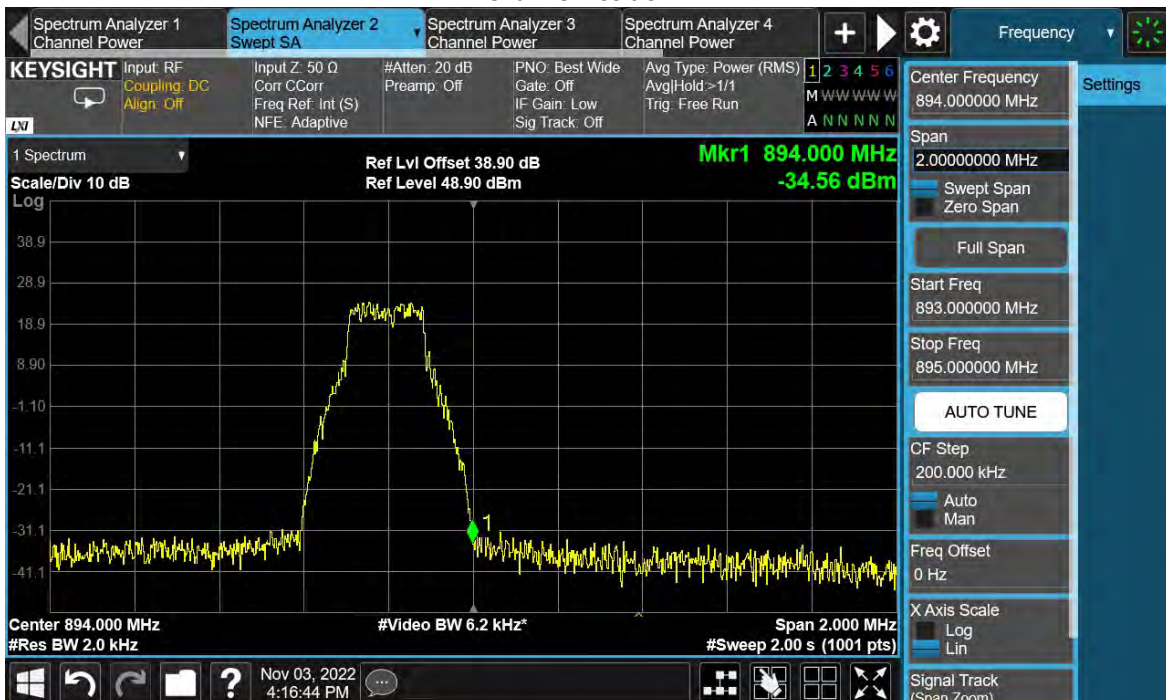 Spectrum Analyzer 1
Channel Power
Spectrum Analyzer 2
Swept SA
Spectrum Analyzer 3
Channel Power
Spectrum Analyzer 4
Channel Power
+
Frequency
KEYSIGHT
LXI
Input: RF
Coupling: DC
Align: Off
Input Z: 50 Ω
Corr CCorr
Freq Ref: Int (S)
NFE: Adaptive
#Atten: 20 dB
Preamp: Off
PNO: Best Wide
Gate: Off
IF Gain: Low
Sig Track: Off
Avg Type: Power (RMS)
Avg|Hold:>1/1
Trig: Free Run
1 2 3 4 5 6
M W W W W W
A N N N N N
1 Spectrum
Scale/Div 10 dB
Log
Ref Lvl Offset 38.90 dB
Ref Level 48.90 dBm
Mkr1 894.000 MHz
-34.56 dBm
38.9
28.9
18.9
8.90
-1.10
-11.1
-21.1
-31.1
-41.1
1
Center 894.000 MHz
#Res BW 2.0 kHz
#Video BW 6.2 kHz*
Span 2.000 MHz
#Sweep 2.00 s (1001 pts)
?
Nov 03, 2022
4:16:44 PM
Settings
Center Frequency
894.000000 MHz
Span
2.00000000 MHz
Swept Span
Zero Span
Full Span
Start Freq
893.000000 MHz
Stop Freq
895.000000 MHz
AUTO TUNE
CF Step
200.000 kHz
Auto
Man
Freq Offset
0 Hz
X Axis Scale
Log
Lin
Signal Track
(Span Zoom)